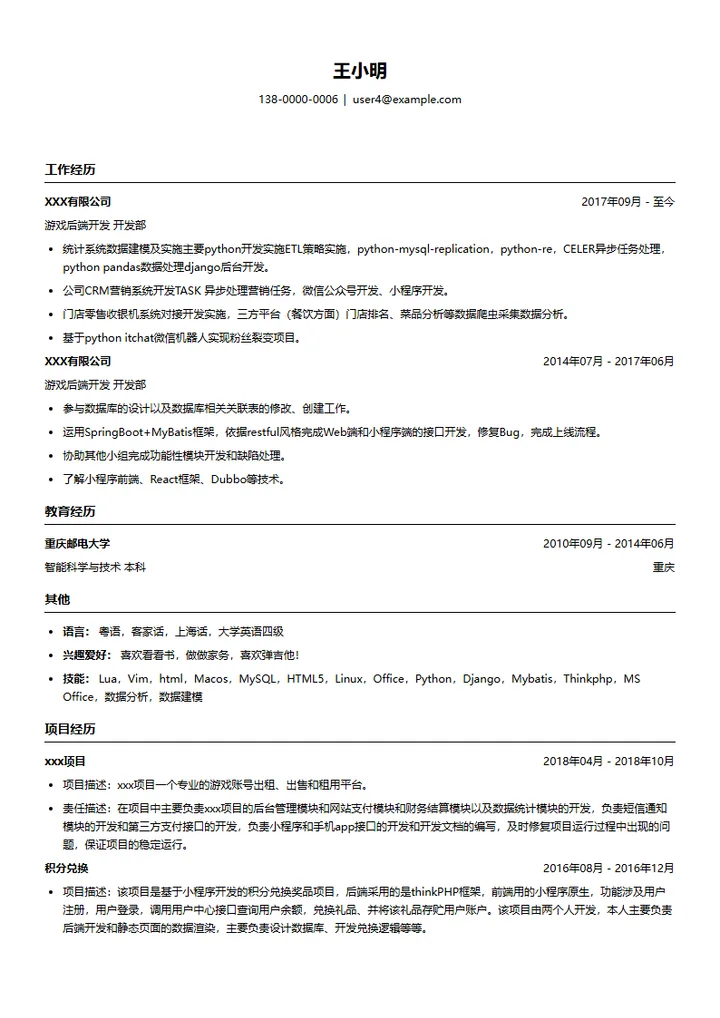 王小明
138-0000-0006 | user4@example.com
工作经历
XXX有限公司 2017年09月 - 至今
游戏后端开发 开发部
• 统计系统数据建模及实施主要python开发实施ETL策略实施，python-mysql-replication，python-re，CELER异步任务处理，
python pandas数据处理django后台开发。
• 公司CRM营销系统开发TASK 异步处理营销任务，微信公众号开发、小程序开发。
• 门店零售收银机系统对接开发实施，三方平台（餐饮方面）门店排名、菜品分析等数据爬虫采集数据分析。
• 基于python itchat微信机器人实现粉丝裂变项目。
XXX有限公司 2014年07月 - 2017年06月
游戏后端开发 开发部
• 参与数据库的设计以及数据库相关关联表的修改、创建工作。
• 运用SpringBoot+MyBatis框架，依据restful风格完成Web端和小程序端的接口开发，修复Bug，完成上线流程。
• 协助其他小组完成功能性模块开发和缺陷处理。
• 了解小程序前端、React框架、Dubbo等技术。
教育经历
重庆邮电大学 2010年09月 - 2014年06月
智能科学与技术 本科 重庆
其他
• 语言： 粤语，客家话，上海话，大学英语四级
• 兴趣爱好： 喜欢看看书，做做家务，喜欢弹吉他！
• 技能： Lua，Vim，html，Macos，MySQL，HTML5，Linux，Office，Python，Django，Mybatis，Thinkphp，MS
Office，数据分析，数据建模
项目经历
xxx项目 2018年04月 - 2018年10月
• 项目描述：xxx项目一个专业的游戏账号出租、出售和租用平台。
• 责任描述：在项目中主要负责xxx项目的后台管理模块和网站支付模块和财务结算模块以及数据统计模块的开发，负责短信通知
模块的开发和第三方支付接口的开发，负责小程序和手机app接口的开发和开发文档的编写，及时修复项目运行过程中出现的问
题，保证项目的稳定运行。
积分兑换 2016年08月 - 2016年12月
• 项目描述：该项目是基于小程序开发的积分兑换奖品项目，后端采用的是thinkPHP框架，前端用的小程序原生，功能涉及用户
注册，用户登录，调用用户中心接口查询用户余额，兑换礼品、并将该礼品存贮用户账户。该项目由两个人开发，本人主要负责
后端开发和静态页面的数据渲染，主要负责设计数据库、开发兑换逻辑等等。